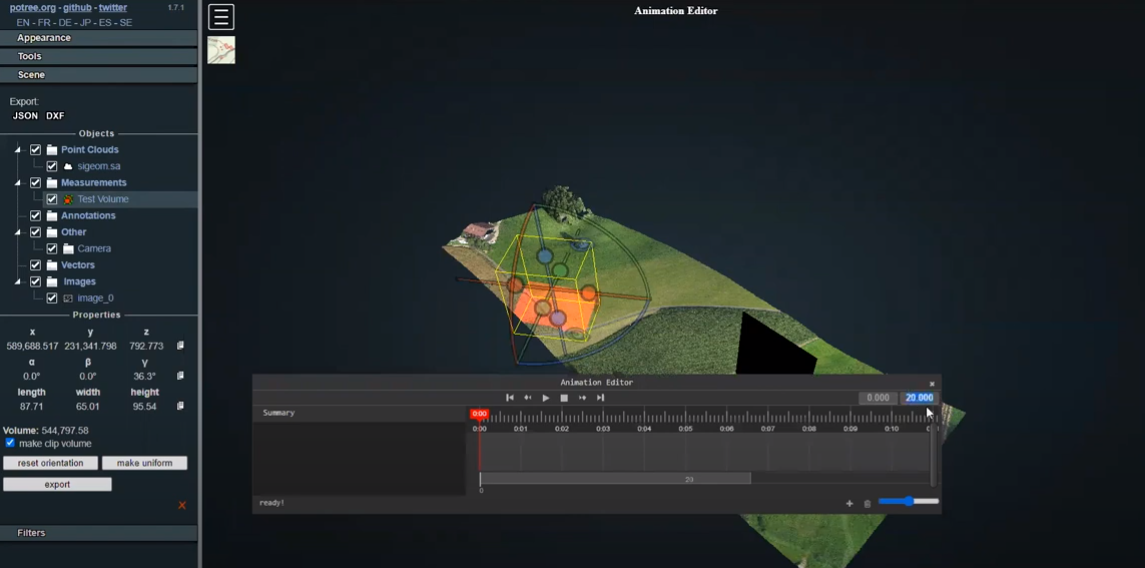 potree.org - github - twitter 1.7.1
EN - FR - DE - JP - ES - SE
Appearance
Tools
Scene
Export:
JSON DXF
Objects
Point Clouds
sigeom.sa
Measurements
Test Volume
Annotations
Other
Camera
Vectors
Images
image_0
Properties
x y z
589,688.517 231,341.798 792.773
α β γ
0.0° 0.0° 36.3°
length width height
87.71 65.01 95.54
Volume: 544,797.58
make clip volume
reset orientation make uniform
export
Filters
Animation Editor
Animation Editor
0.000 20.000
Summary
0:00
0:00 0:01 0:02 0:03 0:04 0:05 0:06 0:07 0:08 0:09 0:10
20
0
ready!